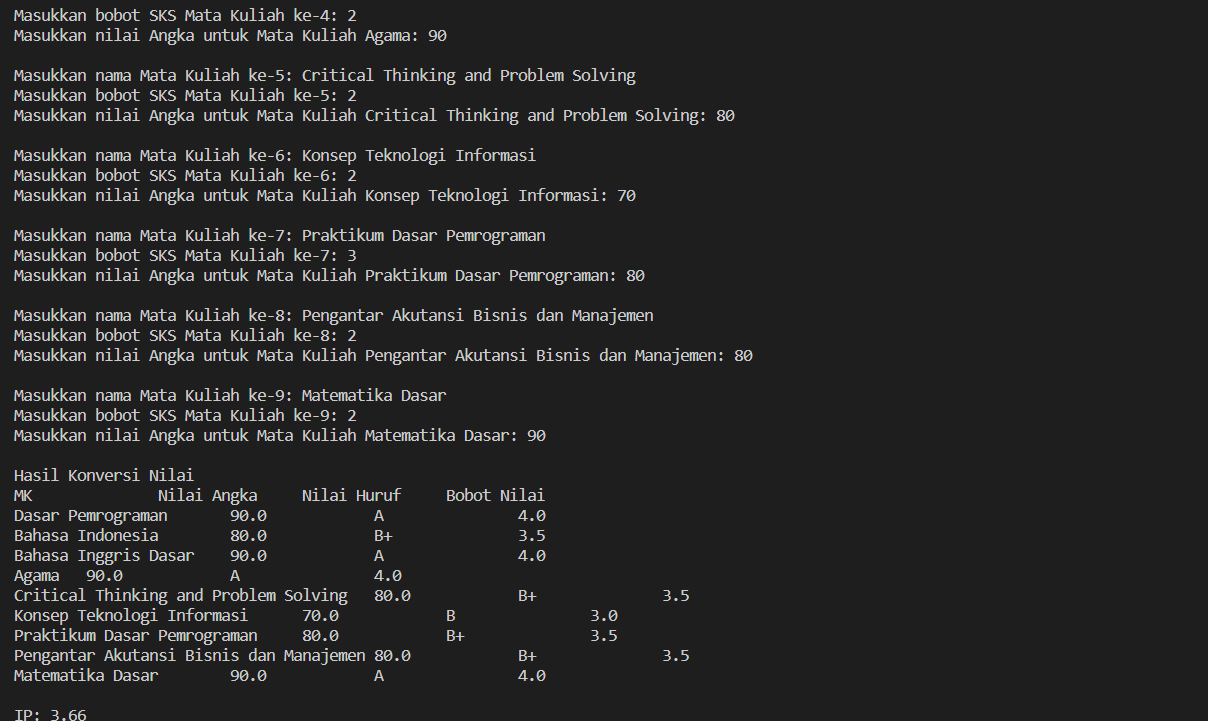 Masukkan bobot SKS Mata Kuliah ke-4: 2
Masukkan nilai Angka untuk Mata Kuliah Agama: 90
Masukkan nama Mata Kuliah ke-5: Critical Thinking and Problem Solving
Masukkan bobot SKS Mata Kuliah ke-5: 2
Masukkan nilai Angka untuk Mata Kuliah Critical Thinking and Problem Solving: 80
Masukkan nama Mata Kuliah ke-6: Konsep Teknologi Informasi
Masukkan bobot SKS Mata Kuliah ke-6: 2
Masukkan nilai Angka untuk Mata Kuliah Konsep Teknologi Informasi: 70
Masukkan nama Mata Kuliah ke-7: Praktikum Dasar Pemrograman
Masukkan bobot SKS Mata Kuliah ke-7: 3
Masukkan nilai Angka untuk Mata Kuliah Praktikum Dasar Pemrograman: 80
Masukkan nama Mata Kuliah ke-8: Pengantar Akutansi Bisnis dan Manajemen
Masukkan bobot SKS Mata Kuliah ke-8: 2
Masukkan nilai Angka untuk Mata Kuliah Pengantar Akutansi Bisnis dan Manajemen: 80
Masukkan nama Mata Kuliah ke-9: Matematika Dasar
Masukkan bobot SKS Mata Kuliah ke-9: 2
Masukkan nilai Angka untuk Mata Kuliah Matematika Dasar: 90
Hasil Konversi Nilai
MK Nilai Angka Nilai Huruf Bobot Nilai
Dasar Pemrograman 90.0 A 4.0
Bahasa Indonesia 80.0 B+ 3.5
Bahasa Inggris Dasar 90.0 A 4.0
Agama 90.0 A 4.0
Critical Thinking and Problem Solving 80.0 B+ 3.5
Konsep Teknologi Informasi 70.0 B 3.0
Praktikum Dasar Pemrograman 80.0 B+ 3.5
Pengantar Akutansi Bisnis dan Manajemen 80.0 B+ 3.5
Matematika Dasar 90.0 A 4.0
IP: 3.66